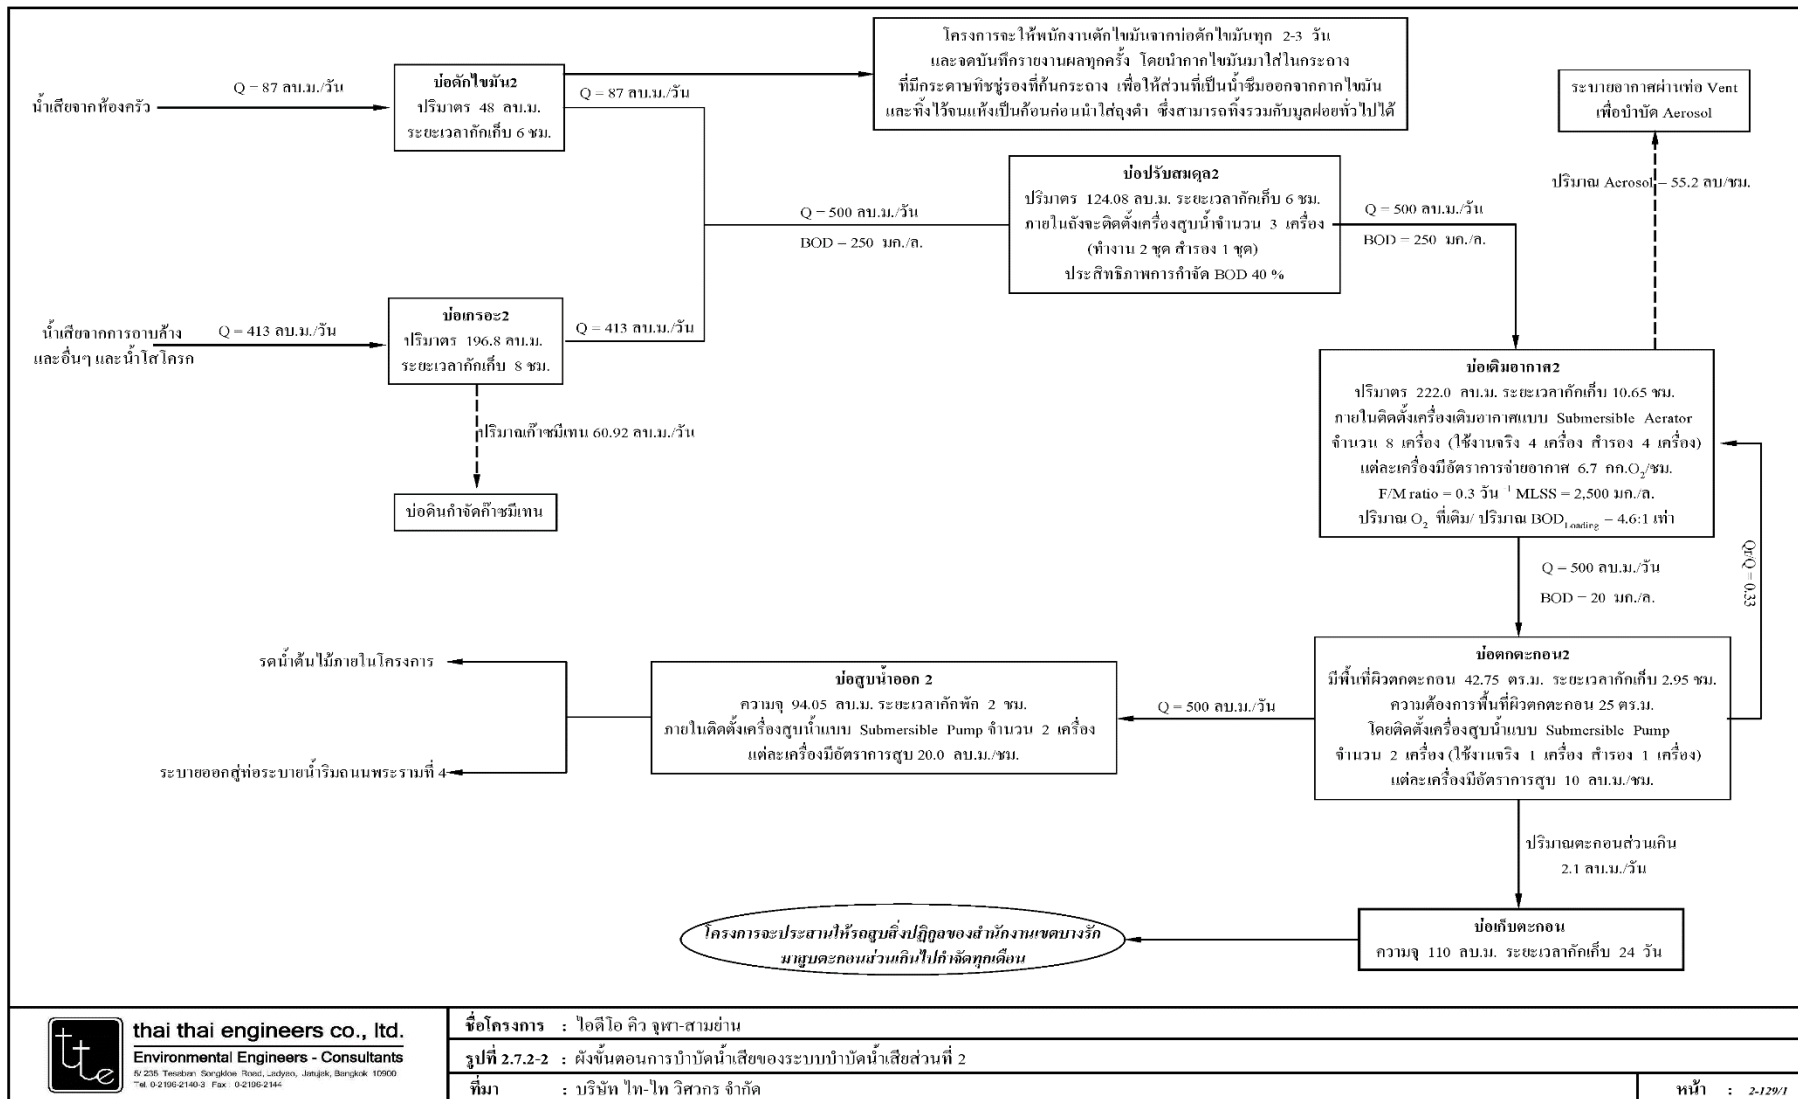 น้ำเสียจากห้องครัว
Q = 87 ลบ.ม./วัน
บ่อดักไขมัน2
ปริมาตร 48 ลบ.ม.
ระยะเวลากักเก็บ 6 ชม.
Q = 87 ลบ.ม./วัน
โครงการจะให้พนักงานตักไขมันจากบ่อดักไขมันทุก 2-3 วัน
และจดบันทึกรายงานผลทุกครั้ง โดยนำกากไขมันมาใส่ในกระถาง
ที่มีกระดาษทิชชู่รองที่ก้นกระถาง เพื่อให้ส่วนที่เป็นน้ำซึมออกจากกากไขมัน
และทิ้งไว้จนแห้งเป็นก้อนก่อนนำใส่ถุงดำ ซึ่งสามารถทิ้งรวมกับมูลฝอยทั่วไปได้
ระบายอากาศผ่านท่อ Vent
เพื่อบำบัด Aerosol
ปริมาณ Aerosol = 55.2 ลบ/ชม.
Q = 500 ลบ.ม./วัน
BOD = 250 มก./ล.
บ่อปรับสมดุล2
ปริมาตร 124.08 ลบ.ม. ระยะเวลากักเก็บ 6 ชม.
ภายในถังจะติดตั้งเครื่องสูบน้ำจำนวน 3 เครื่อง
(ทำงาน 2 ชุด สำรอง 1 ชุด)
ประสิทธิภาพการกำจัด BOD 40 %
Q = 500 ลบ.ม./วัน
BOD = 250 มก./ล.
น้ำเสียจากการอาบล้าง
และอื่นๆ และน้ำโสโครก
Q = 413 ลบ.ม./วัน
บ่อเกรอะ2
ปริมาตร 196.8 ลบ.ม.
ระยะเวลากักเก็บ 8 ชม.
Q = 413 ลบ.ม./วัน
ปริมาณก๊าซมีเทน 60.92 ลบ.ม./วัน
บ่อดินกำจัดก๊าซมีเทน
บ่อเติมอากาศ2
ปริมาตร 222.0 ลบ.ม. ระยะเวลากักเก็บ 10.65 ชม.
ภายในติดตั้งเครื่องเติมอากาศแบบ Submersible Aerator
จำนวน 8 เครื่อง (ใช้งานจริง 4 เครื่อง สำรอง 4 เครื่อง)
แต่ละเครื่องมีอัตราการจ่ายอากาศ 6.7 กก.O₂/ชม.
F/M ratio = 0.3 วัน ⁻¹ MLSS = 2,500 มก./ล.
ปริมาณ O₂ ที่เติม/ ปริมาณ BOD Loading = 4.6:1 เท่า
Q = 500 ลบ.ม./วัน
BOD = 20 มก./ล.
Qr/Q = 0.33
บ่อตกตะกอน2
มีพื้นที่ผิวตกตะกอน 42.75 ตร.ม. ระยะเวลากักเก็บ 2.95 ชม.
ความต้องการพื้นที่ผิวตกตะกอน 25 ตร.ม.
โดยติดตั้งเครื่องสูบน้ำแบบ Submersible Pump
จำนวน 2 เครื่อง (ใช้งานจริง 1 เครื่อง สำรอง 1 เครื่อง)
แต่ละเครื่องมีอัตราการสูบ 10 ลบ.ม./ชม.
Q = 500 ลบ.ม./วัน
บ่อสูบน้ำออก 2
ความจุ 94.05 ลบ.ม. ระยะเวลากักพัก 2 ชม.
ภายในติดตั้งเครื่องสูบน้ำแบบ Submersible Pump จำนวน 2 เครื่อง
แต่ละเครื่องมีอัตราการสูบ 20.0 ลบ.ม./ชม.
รดน้ำต้นไม้ภายในโครงการ
ระบายออกสู่ท่อระบายน้ำริมถนนพระรามที่ 4
ปริมาณตะกอนส่วนเกิน
2.1 ลบ.ม./วัน
บ่อเก็บตะกอน
ความจุ 110 ลบ.ม. ระยะเวลากักเก็บ 24 วัน
โครงการจะประสานให้รถสูบสิ่งปฏิกูลของสำนักงานเขตบางรัก
มาสูบตะกอนส่วนเกินไปกำจัดทุกเดือน
tte
thai thai engineers co., ltd.
Environmental Engineers - Consultants
5/ 235 Tesaban Songkloe Road, Ladyao, Jatujak, Bangkok 10900
Tel. 0-2196-2140-3 Fax : 0-2196-2144
ชื่อโครงการ : ไอดีโอ คิว จุฬา-สามย่าน
รูปที่ 2.7.2-2 : ผังขั้นตอนการบำบัดน้ำเสียของระบบบำบัดน้ำเสียส่วนที่ 2
ที่มา : บริษัท ไท-ไท วิศวกร จำกัด
หน้า : 2-129/1